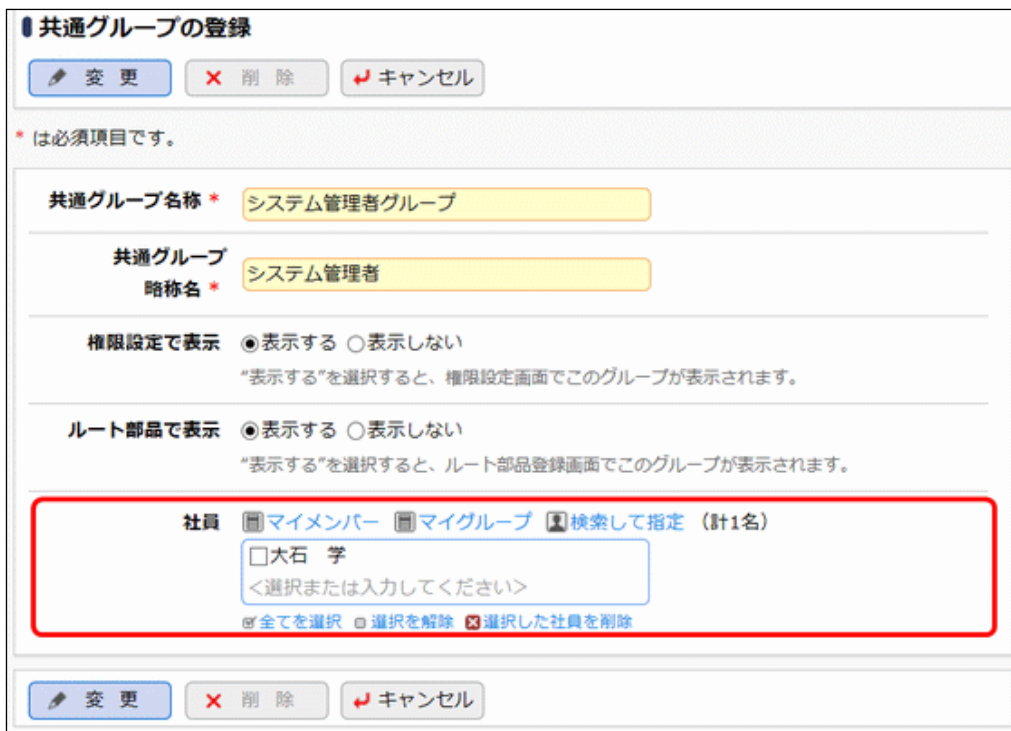 共通グループの登録
変 更 削 除 キャンセル
* は必須項目です。
共通グループ名称 * システム管理者グループ
共通グループ
略称名 * システム管理者
権限設定で表示 表示する 表示しない
“表示する”を選択すると、権限設定画面でこのグループが表示されます。
ルート部品で表示 表示する 表示しない
“表示する”を選択すると、ルート部品登録画面でこのグループが表示されます。
社員 マイメンバー マイグループ 検索して指定 (計1名)
大石 学
<選択または入力してください>
全てを選択 選択を解除 選択した社員を削除
変 更 削 除 キャンセル